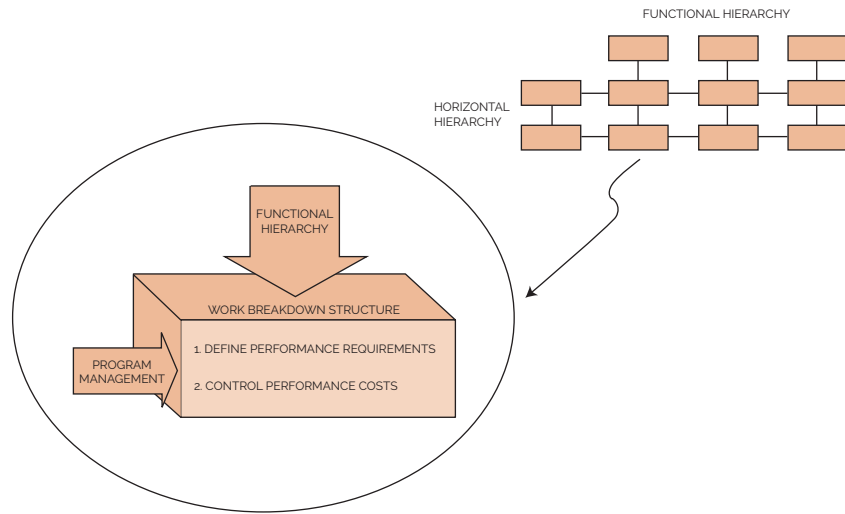 FUNCTIONAL HIERARCHY
HORIZONTAL
HIERARCHY
FUNCTIONAL
HIERARCHY
WORK BREAKDOWN STRUCTURE
1. DEFINE PERFORMANCE REQUIREMENTS
PROGRAM
MANAGEMENT
2. CONTROL PERFORMANCE COSTS